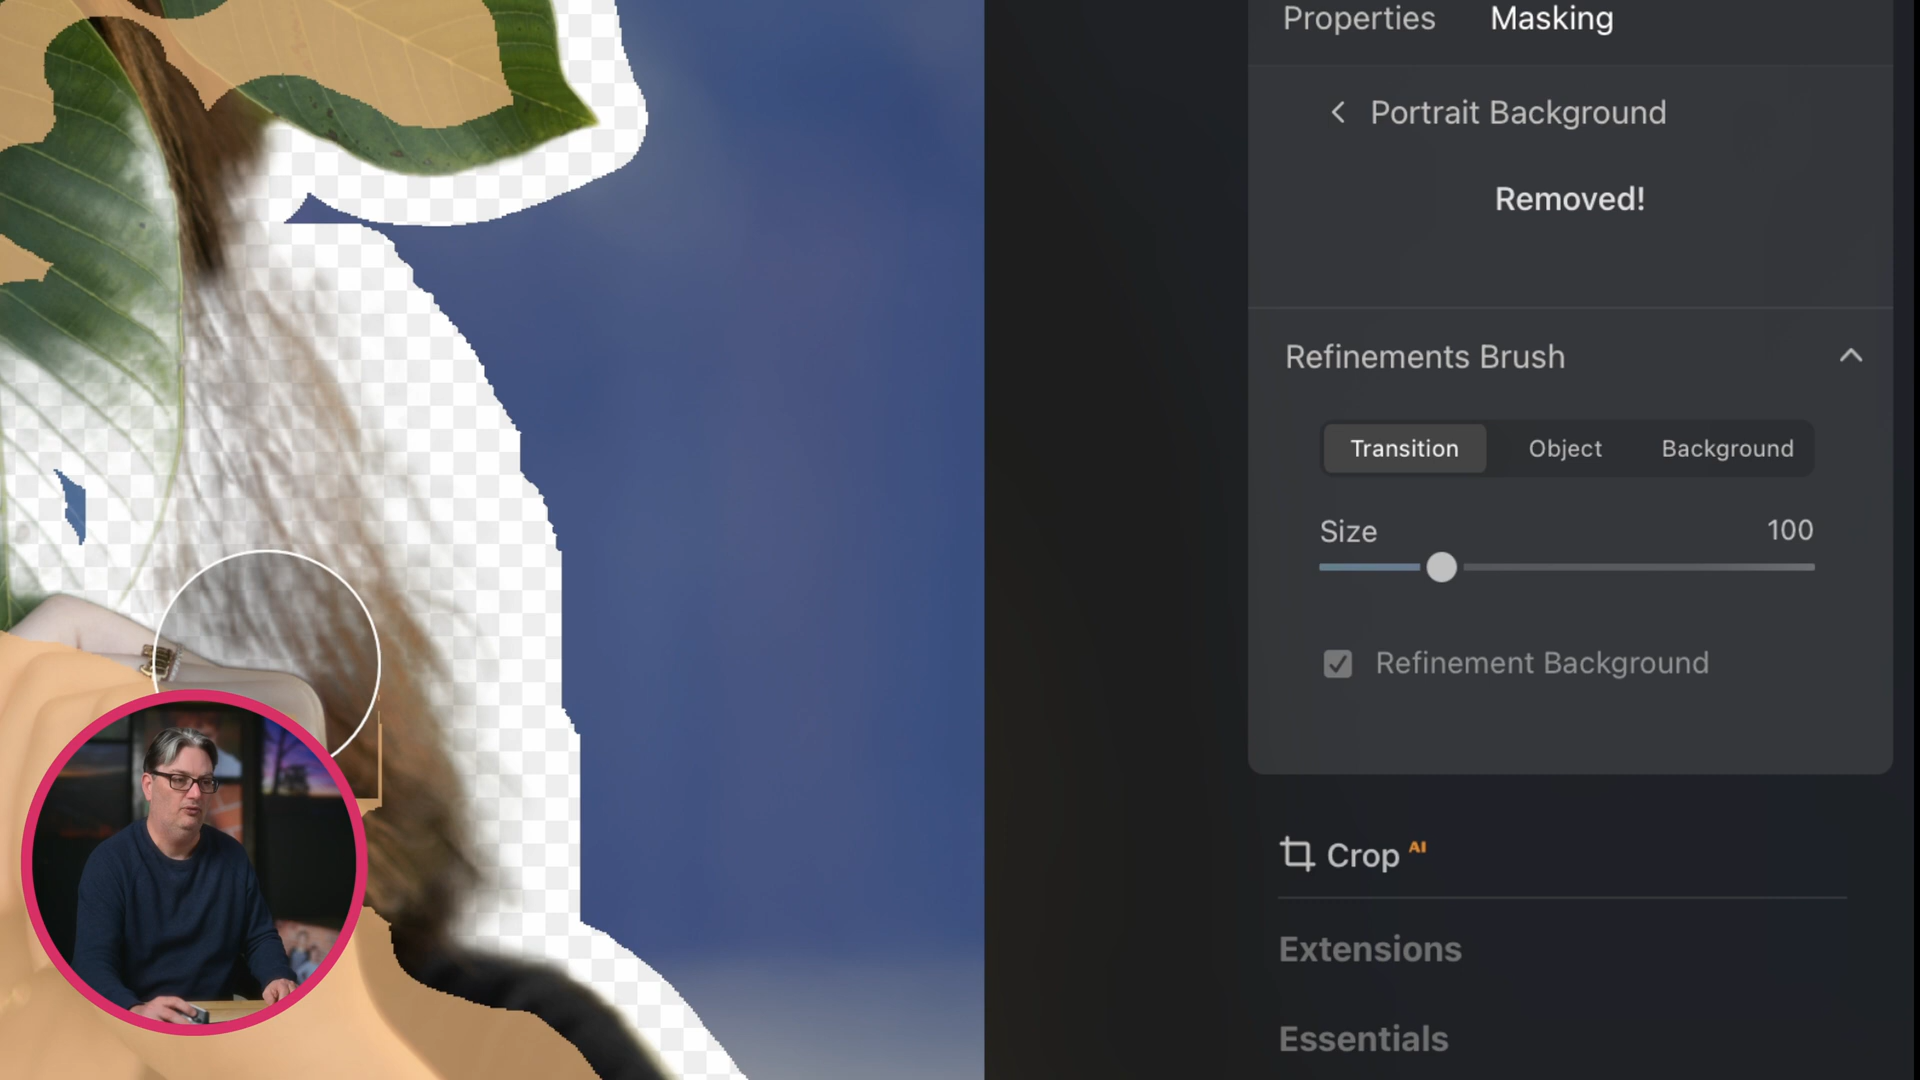 Properties Masking
Portrait Background
Removed!
Refinements Brush
Transition Object Background
Size 100
Refinement Background
Crop AI
Extensions
Essentials